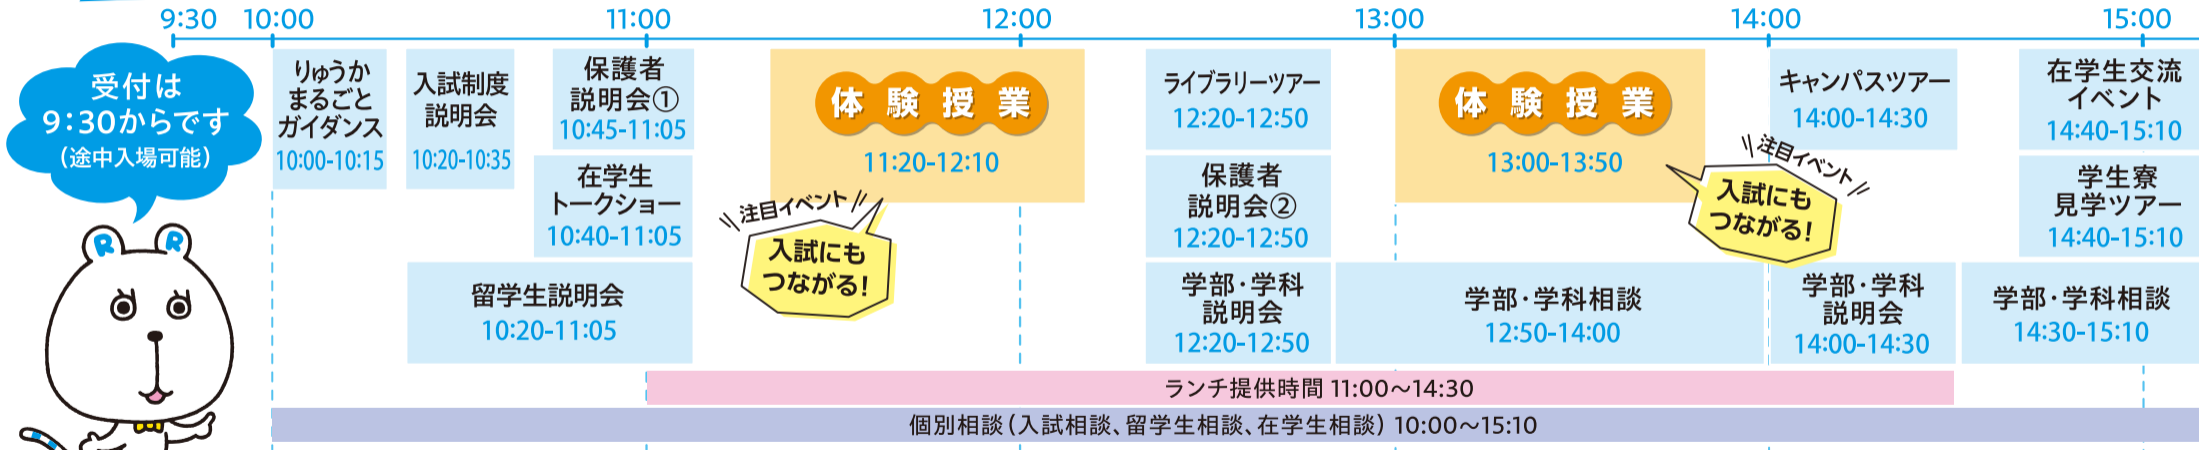 9:30 10:00 11:00 12:00 13:00 14:00 15:00
受付は
9:30からです
(途中入場可能)
りゅうか
まるごと
ガイダンス
10:00-10:15
入試制度
説明会
10:20-10:35
保護者
説明会①
10:45-11:05
在学生
トークショー
10:40-11:05
留学生説明会
10:20-11:05
体験授業
11:20-12:10
注目イベント
入試にも
つながる!
ライブラリーツアー
12:20-12:50
保護者
説明会②
12:20-12:50
学部・学科
説明会
12:20-12:50
体験授業
13:00-13:50
注目イベント
入試にも
つながる!
学部・学科相談
12:50-14:00
キャンパスツアー
14:00-14:30
学部・学科
説明会
14:00-14:30
在学生交流
イベント
14:40-15:10
学生寮
見学ツアー
14:40-15:10
学部・学科相談
14:30-15:10
ランチ提供時間 11:00〜14:30
個別相談(入試相談、留学生相談、在学生相談) 10:00〜15:10
R R